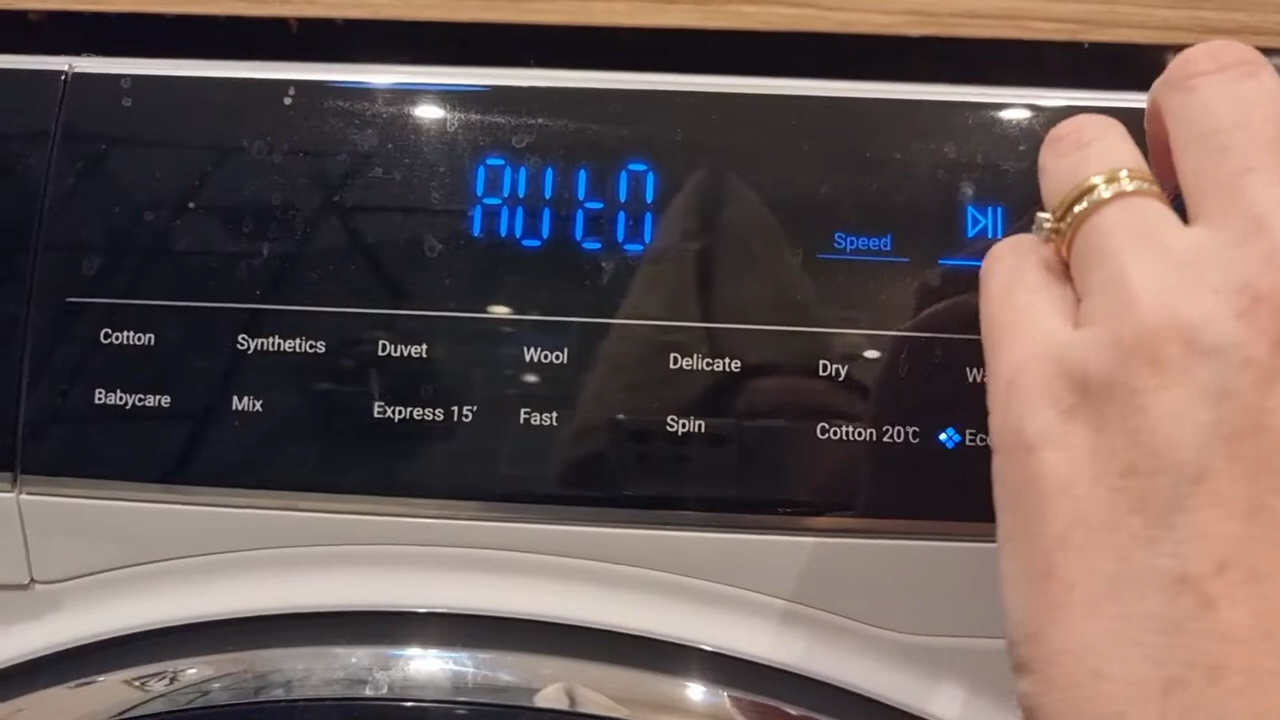 AUtO
Speed
Cotton Synthetics Duvet Wool Delicate Dry
Babycare Mix Express 15' Fast Spin Cotton 20℃